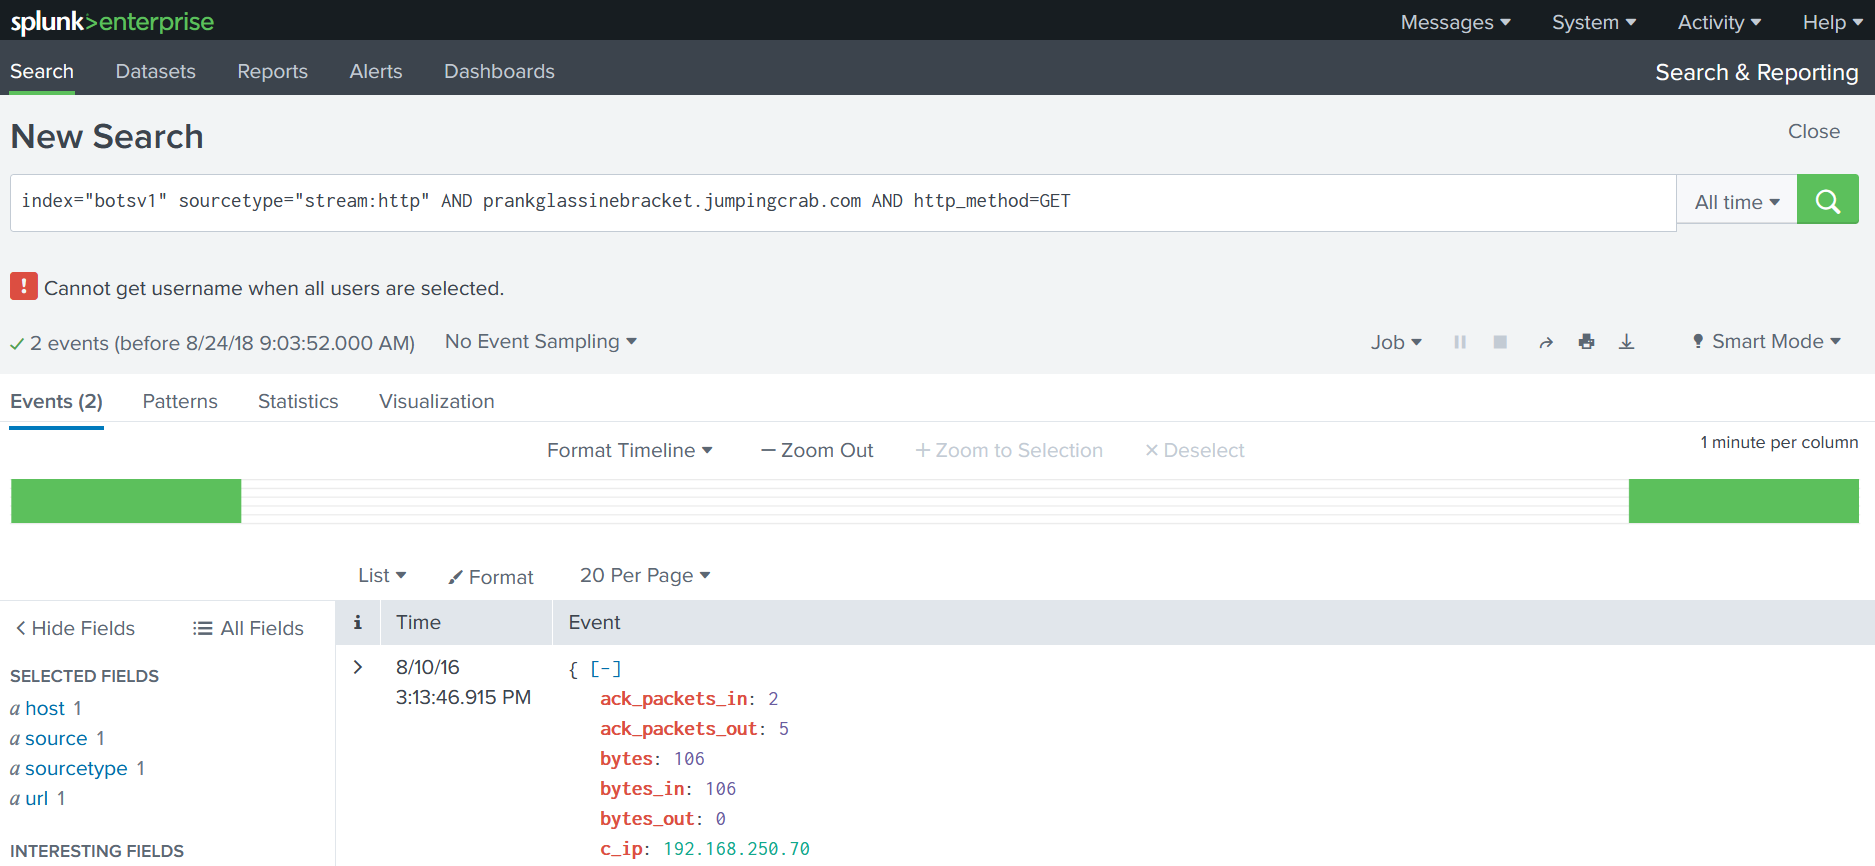 splunk>enterprise
Messages System Activity Help
Search Datasets Reports Alerts Dashboards Search & Reporting
New Search
Close
index="botsv1" sourcetype="stream:http" AND prankglassinebracket.jumpingcrab.com AND http_method=GET
All time
! Cannot get username when all users are selected.
2 events (before 8/24/18 9:03:52.000 AM) No Event Sampling Job Smart Mode
Events (2) Patterns Statistics Visualization
Format Timeline — Zoom Out + Zoom to Selection × Deselect 1 minute per column
List Format 20 Per Page
< Hide Fields All Fields
i Time Event
SELECTED FIELDS
a host 1
a source 1
a sourcetype 1
a url 1
INTERESTING FIELDS
> 8/10/16
3:13:46.915 PM
{ [-]
ack_packets_in: 2
ack_packets_out: 5
bytes: 106
bytes_in: 106
bytes_out: 0
c_ip: 192.168.250.70